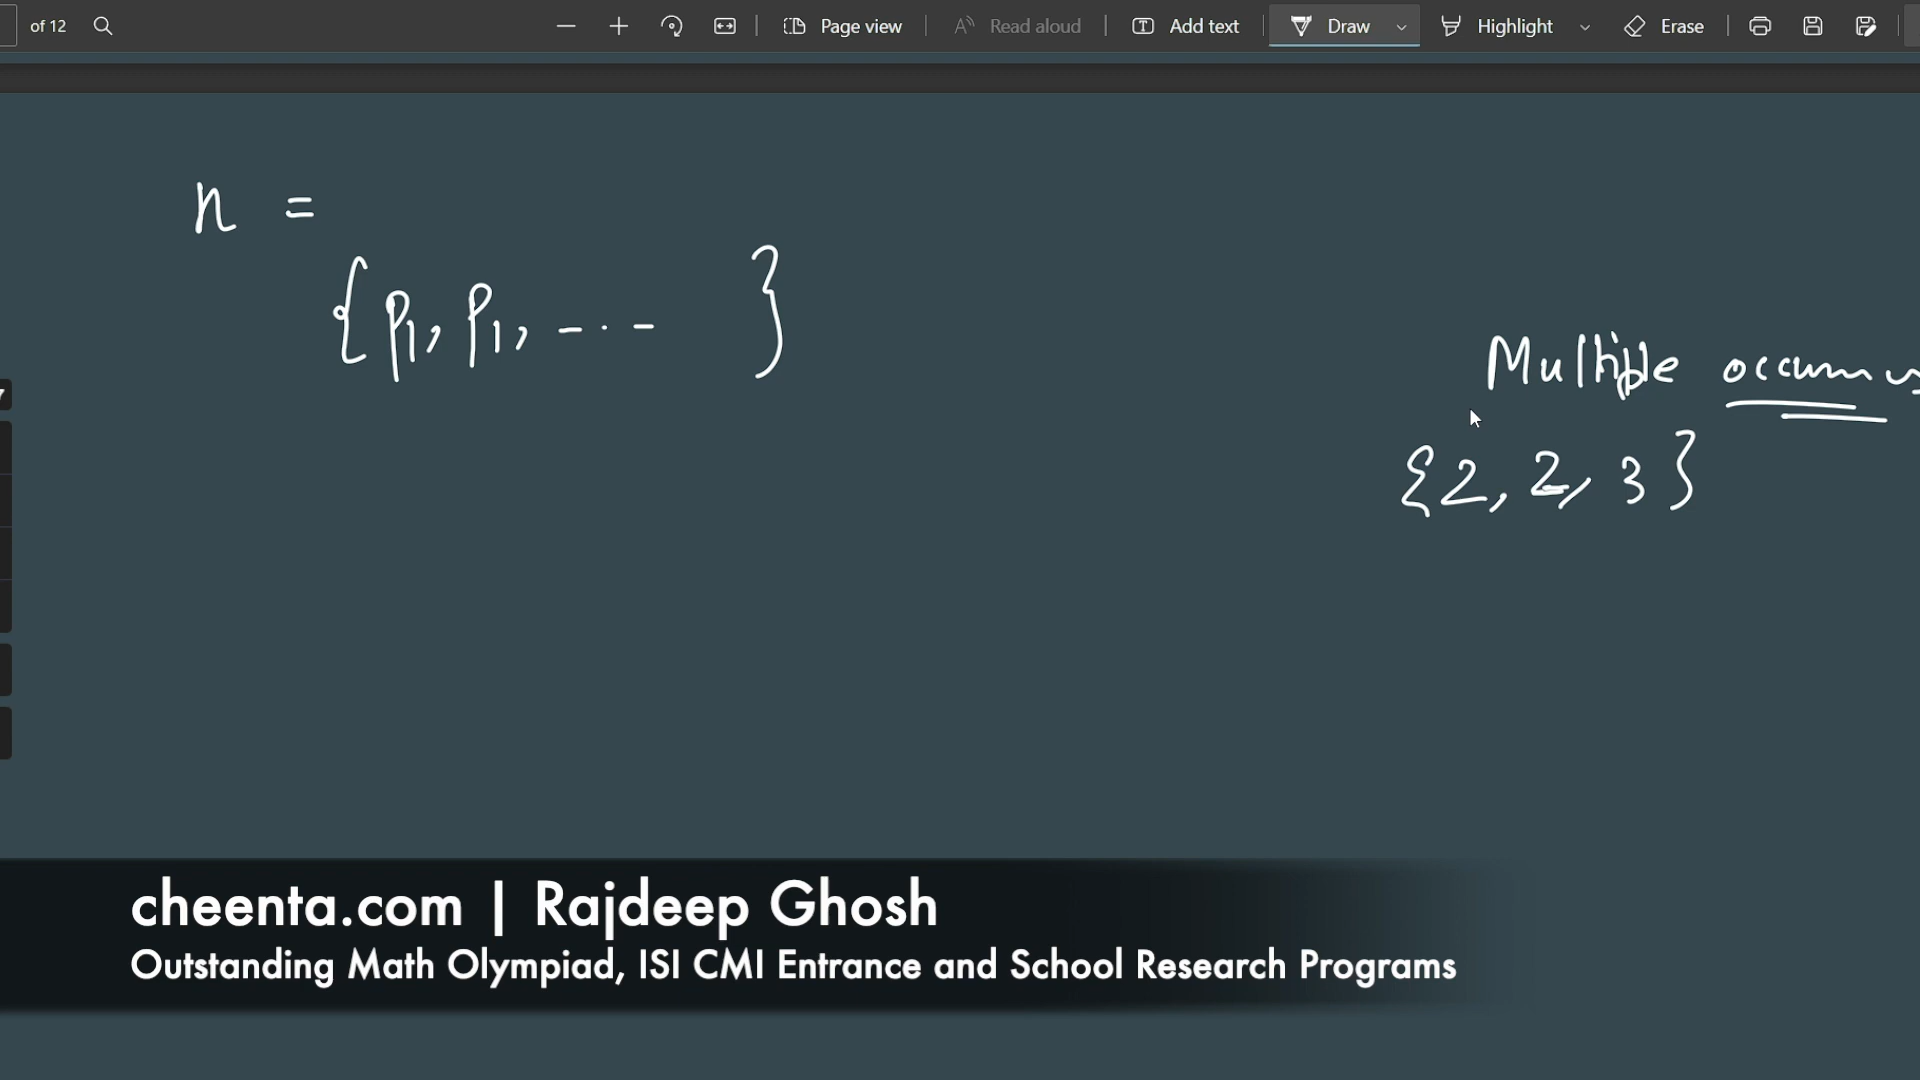 of 12 Page view Read aloud Add text Draw Highlight Erase
n =
{p₁, p₁, -·-· }
Multiple
{2, 2, 3}
cheenta.com | Rajdeep Ghosh
Outstanding Math Olympiad, ISI CMI Entrance and School Research Programs